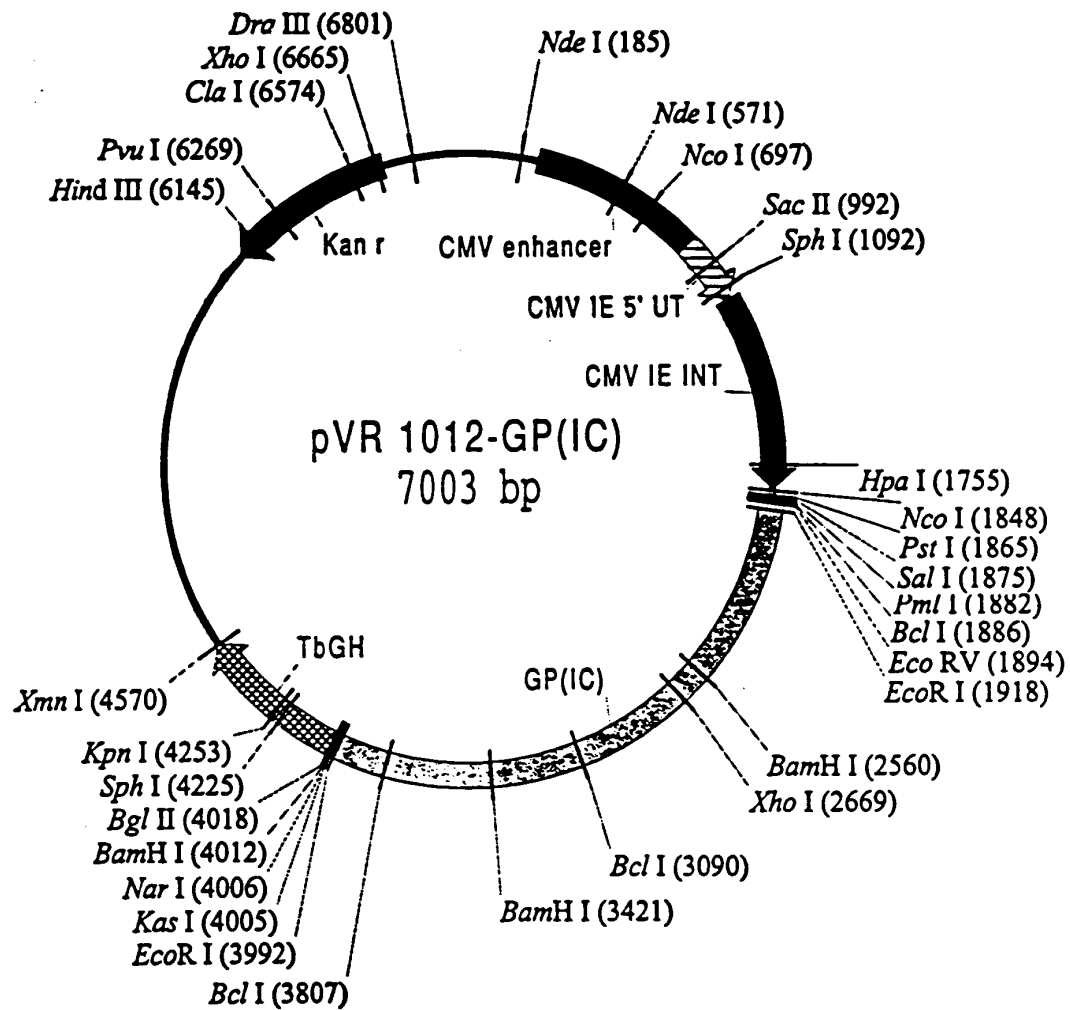 Dra III (6801)
Xho I (6665)
Cla I (6574)
Pvu I (6269)
Hind III (6145)
Nde I (185)
Nde I (571)
Nco I (697)
Sac II (992)
Sph I (1092)
Kan r
CMV enhancer
CMV IE 5' UT
CMV IE INT
pVR 1012-GP(IC)
7003 bp
Hpa I (1755)
Nco I (1848)
Pst I (1865)
Sal I (1875)
Pml I (1882)
Bcl I (1886)
Eco RV (1894)
EcoR I (1918)
TbGH
GP(IC)
Xmn I (4570)
Kpn I (4253)
Sph I (4225)
Bgl II (4018)
BamH I (4012)
Nar I (4006)
Kas I (4005)
EcoR I (3992)
Bcl I (3807)
BamH I (2560)
Xho I (2669)
Bcl I (3090)
BamH I (3421)